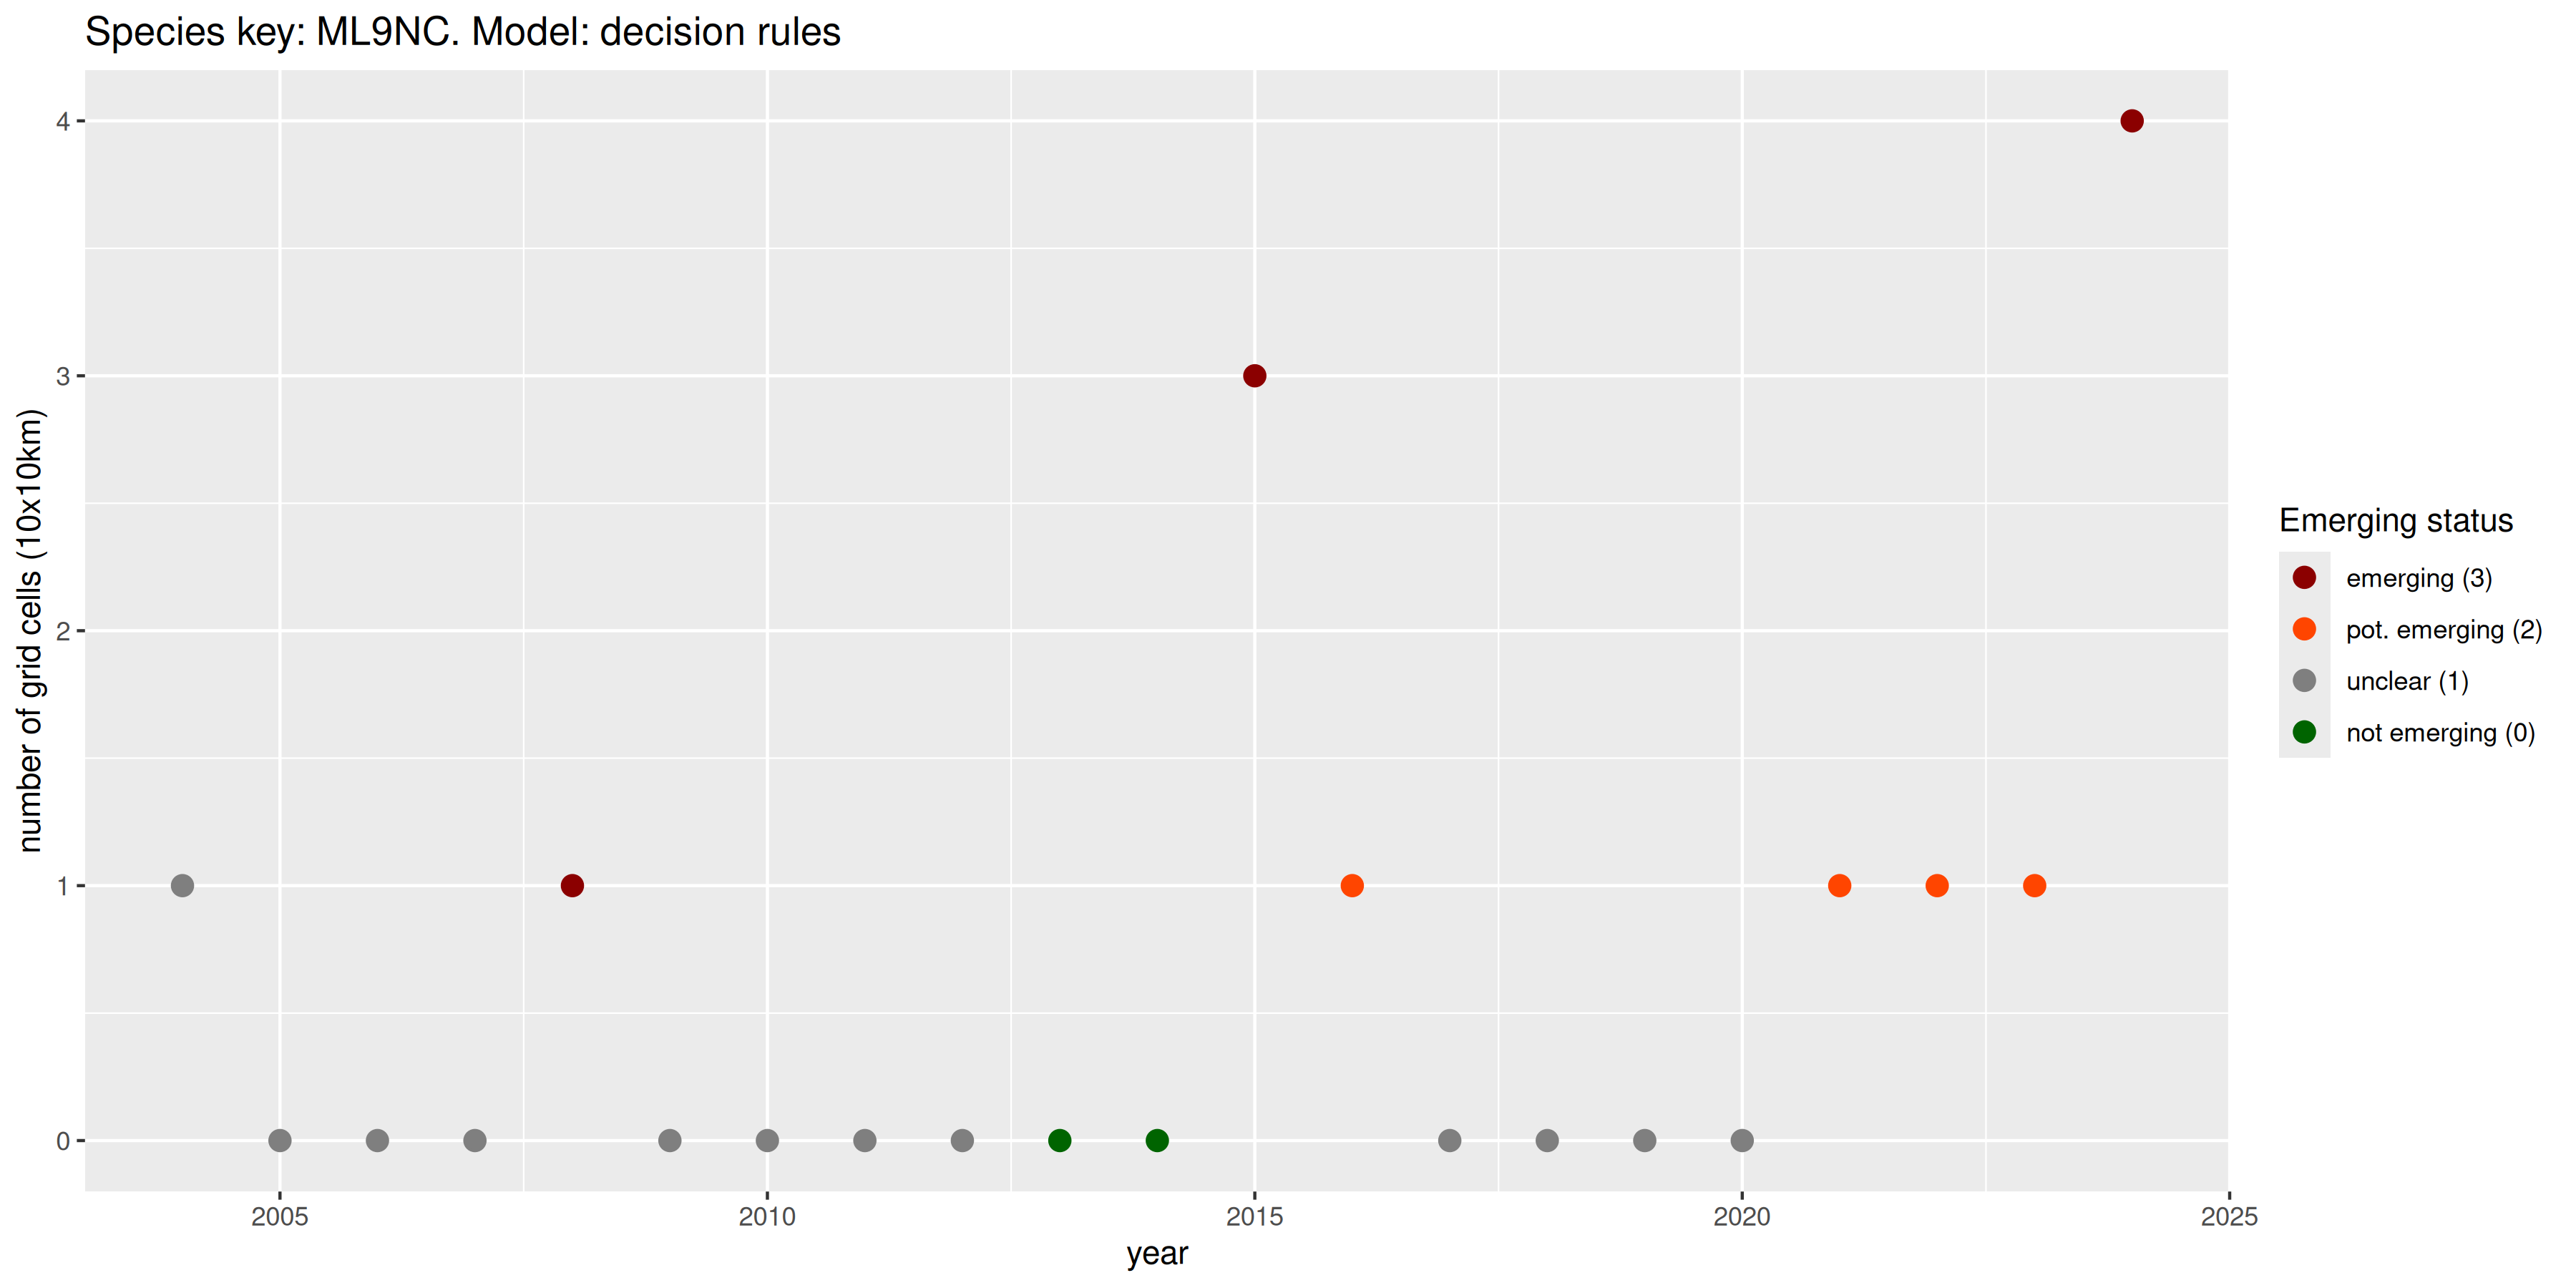 Species key: ML9NC. Model: decision rules
number of grid cells (10x10km)
4
3
2
1
0
2005
2010
2015
2020
2025
year
Emerging status
emerging (3)
pot. emerging (2)
unclear (1)
not emerging (0)